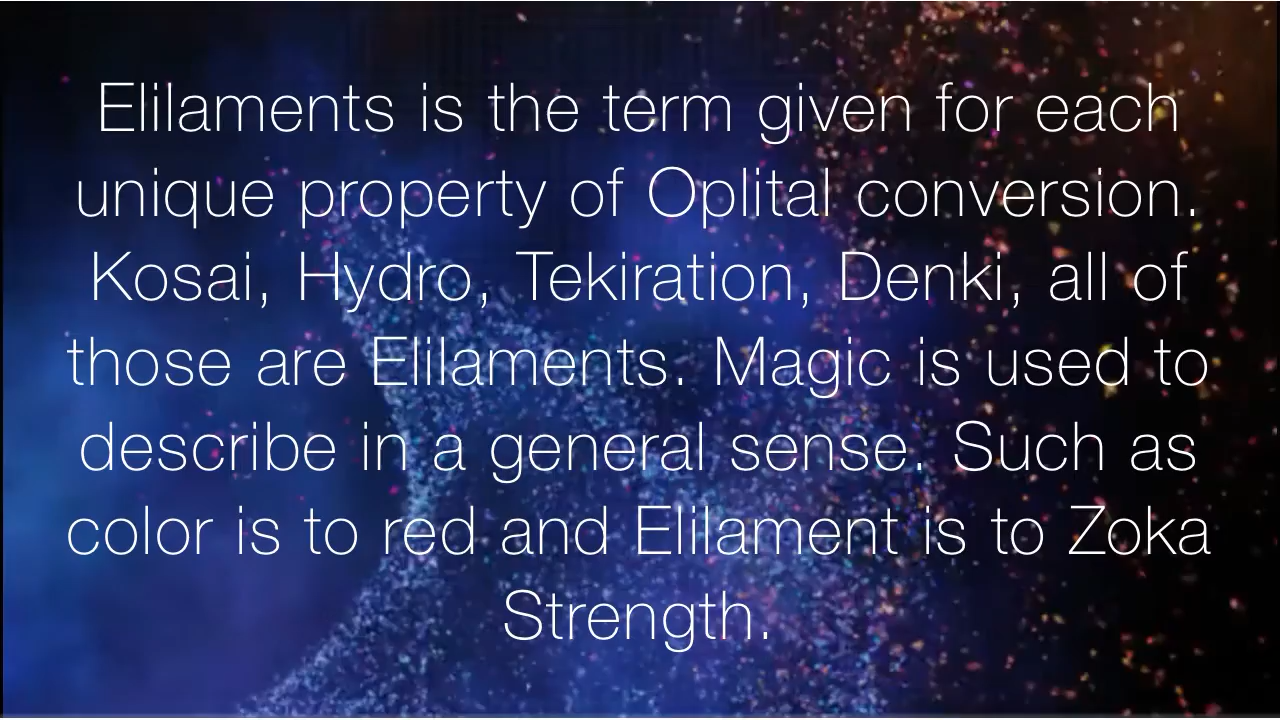 Elilaments is the term given for each
unique property of Oplital conversion.
Kosai, Hydro, Tekiration, Denki, all of
those are Elilaments. Magic is used to
describe in a general sense. Such as
color is to red and Elilament is to Zoka
Strength.